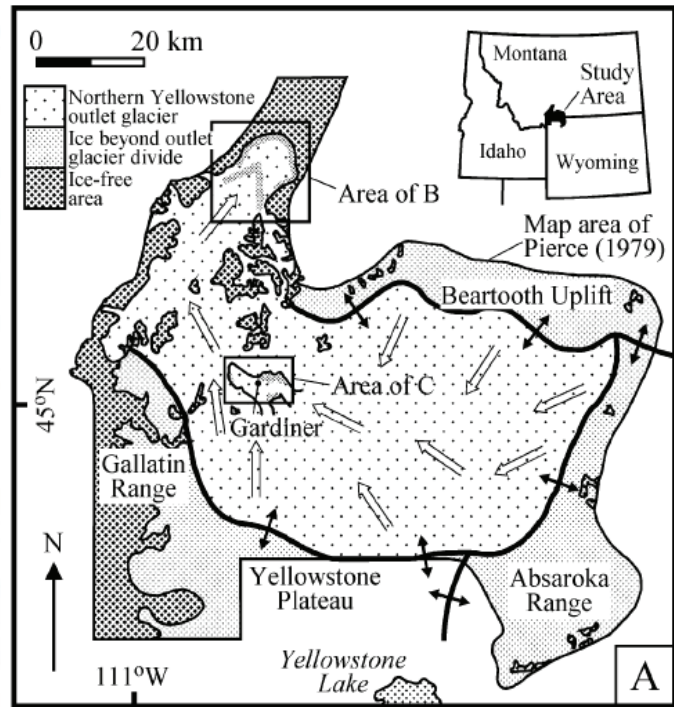 0 20 km
Northern Yellowstone
outlet glacier
Ice beyond outlet
glacier divide
Ice-free
area
Montana
Study
Area
Idaho
Wyoming
Area of B
Map area of
Pierce (1979)
Beartooth Uplift
45°N
Area of C
Gardiner
Gallatin
Range
N
Yellowstone
Plateau
Absaroka
Range
111°W
Yellowstone
Lake
A